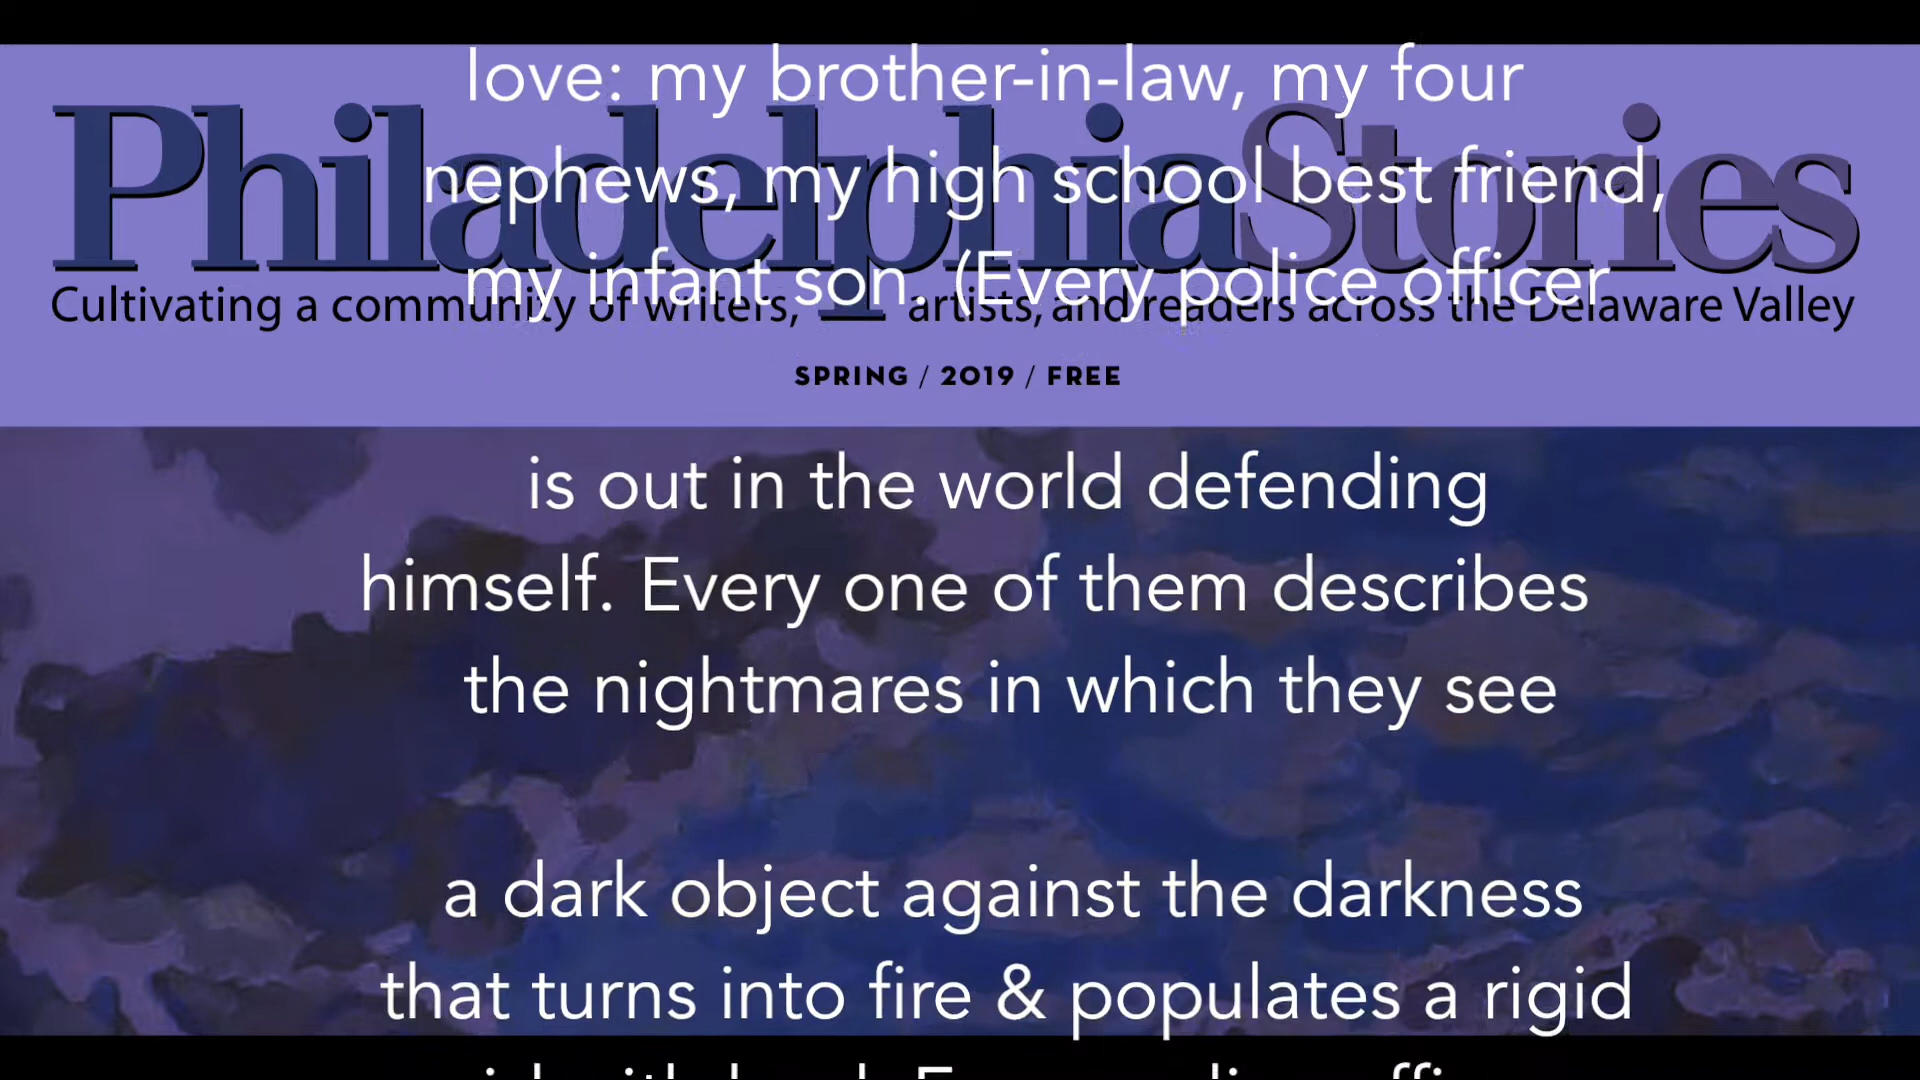 love: my brother-in-law, my four
PhiladelphiaStories
nephews, my high school best friend,
my infant son. (Every police officer
Cultivating a community of writers, artists, and readers across the Delaware Valley
SPRING / 2019 / FREE
is out in the world defending
himself. Every one of them describes
the nightmares in which they see
a dark object against the darkness
that turns into fire & populates a rigid